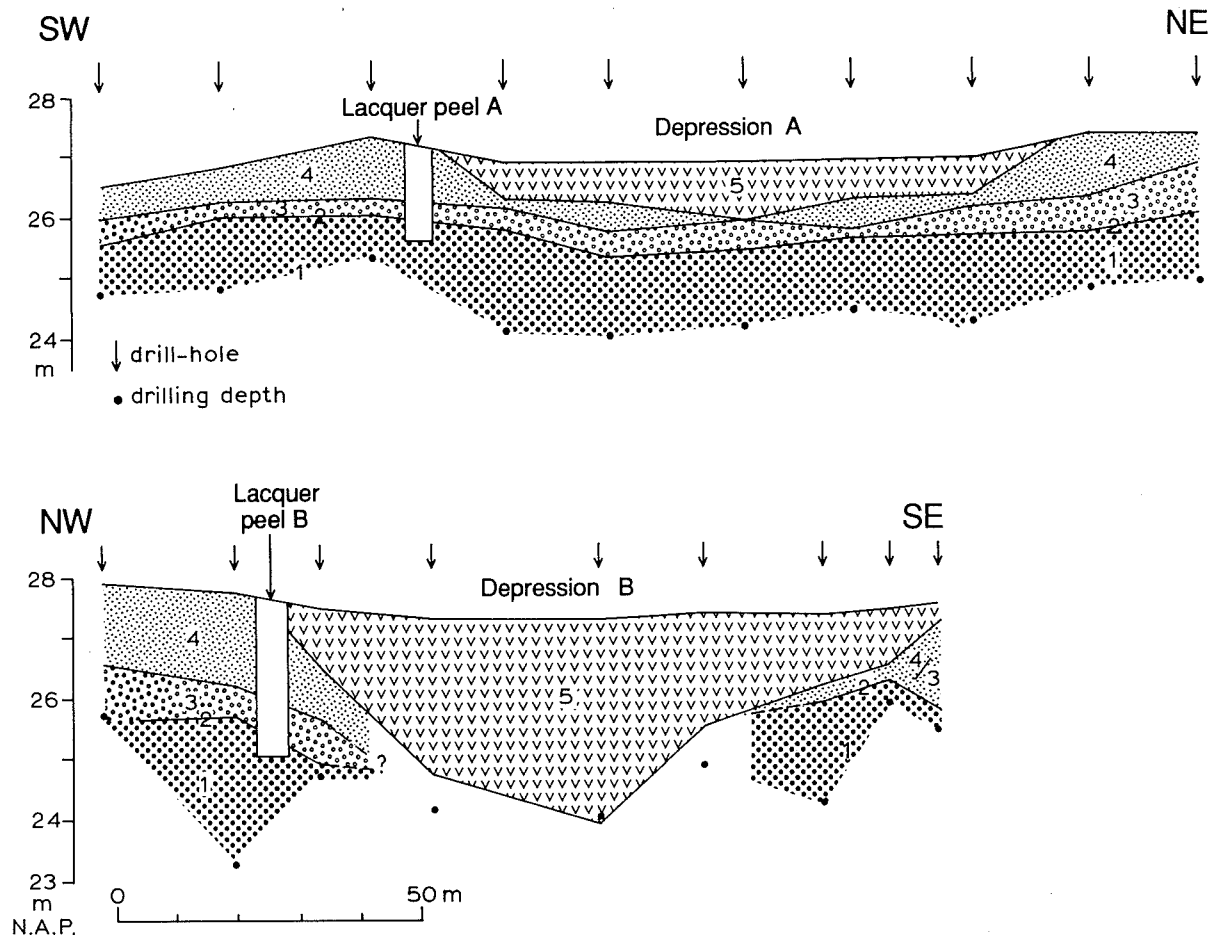 SW
NE
28
Lacquer peel A
Depression A
4
4
5
3
3
26
2
2
1
1
24
m
drill-hole
drilling depth
Lacquer
peel B
NW
SE
28
Depression B
4
4/3
5
2
3
26
2
?
1
1
24
23
m
N.A.P.
0
50 m